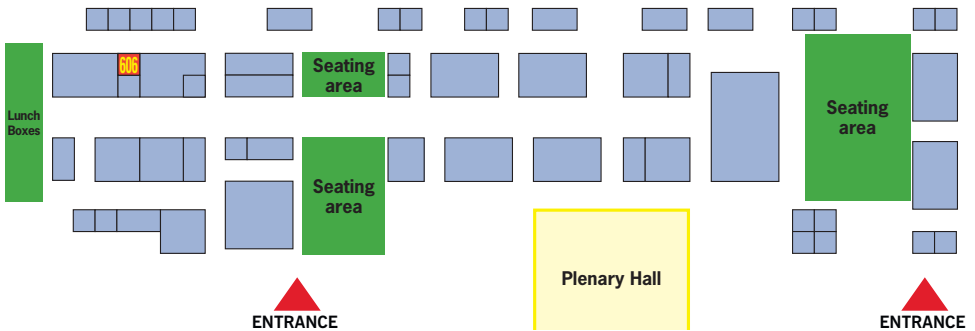 606
Seating
area
Lunch
Boxes
Seating
area
Seating
area
Plenary Hall
ENTRANCE
ENTRANCE